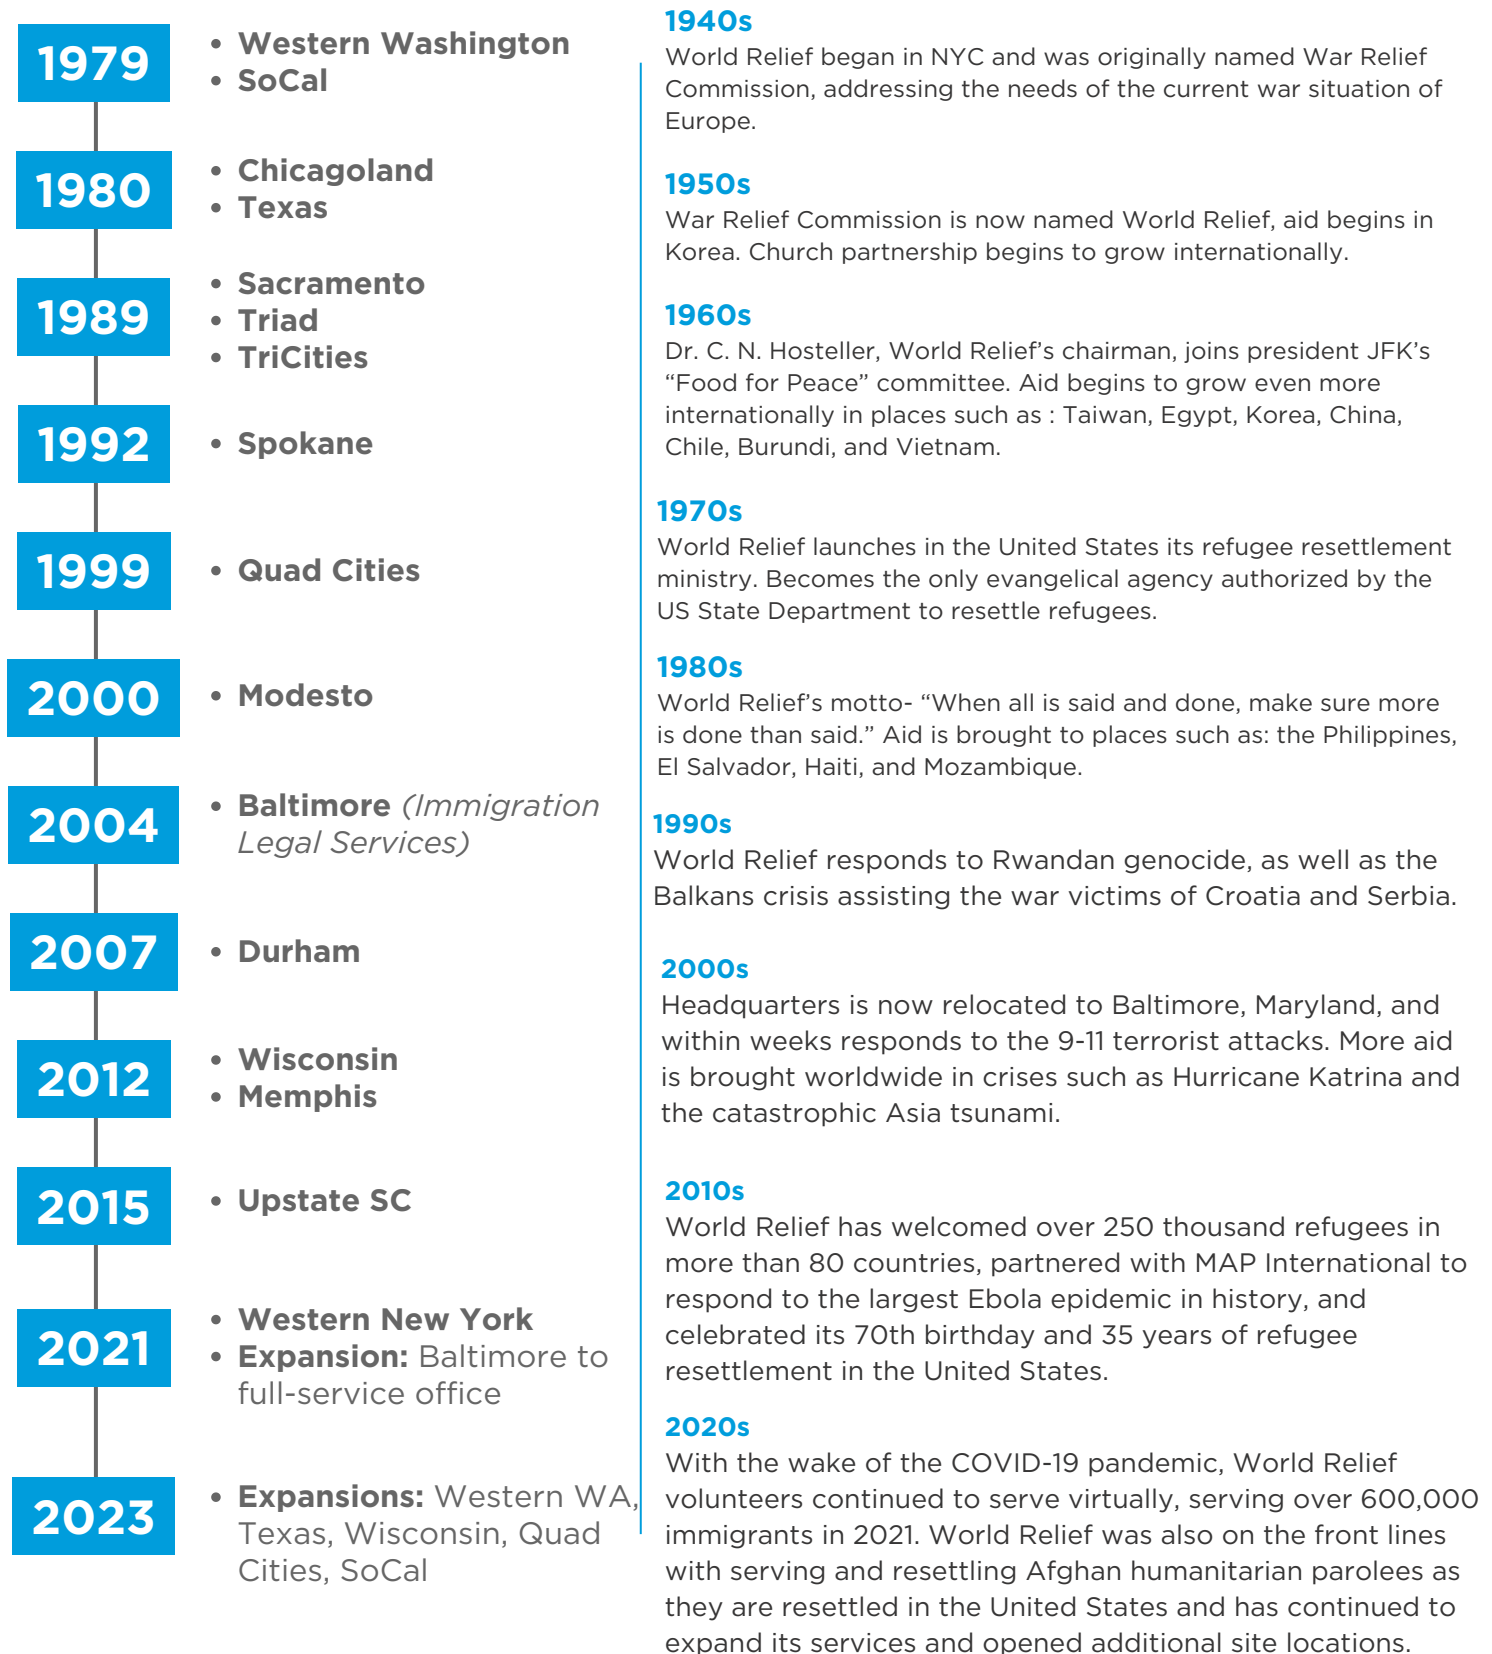 1979
• Western Washington
• SoCal
1980
• Chicagoland
• Texas
1989
• Sacramento
• Triad
• TriCities
1992
• Spokane
1999
• Quad Cities
2000
• Modesto
2004
• Baltimore (Immigration
Legal Services)
2007
• Durham
2012
• Wisconsin
• Memphis
2015
• Upstate SC
2021
• Western New York
• Expansion: Baltimore to
full-service office
2023
• Expansions: Western WA,
Texas, Wisconsin, Quad
Cities, SoCal
1940s
World Relief began in NYC and was originally named War Relief
Commission, addressing the needs of the current war situation of
Europe.
1950s
War Relief Commission is now named World Relief, aid begins in
Korea. Church partnership begins to grow internationally.
1960s
Dr. C. N. Hosteller, World Relief’s chairman, joins president JFK’s
“Food for Peace” committee. Aid begins to grow even more
internationally in places such as : Taiwan, Egypt, Korea, China,
Chile, Burundi, and Vietnam.
1970s
World Relief launches in the United States its refugee resettlement
ministry. Becomes the only evangelical agency authorized by the
US State Department to resettle refugees.
1980s
World Relief’s motto- “When all is said and done, make sure more
is done than said.” Aid is brought to places such as: the Philippines,
El Salvador, Haiti, and Mozambique.
1990s
World Relief responds to Rwandan genocide, as well as the
Balkans crisis assisting the war victims of Croatia and Serbia.
2000s
Headquarters is now relocated to Baltimore, Maryland, and
within weeks responds to the 9-11 terrorist attacks. More aid
is brought worldwide in crises such as Hurricane Katrina and
the catastrophic Asia tsunami.
2010s
World Relief has welcomed over 250 thousand refugees in
more than 80 countries, partnered with MAP International to
respond to the largest Ebola epidemic in history, and
celebrated its 70th birthday and 35 years of refugee
resettlement in the United States.
2020s
With the wake of the COVID-19 pandemic, World Relief
volunteers continued to serve virtually, serving over 600,000
immigrants in 2021. World Relief was also on the front lines
with serving and resettling Afghan humanitarian parolees as
they are resettled in the United States and has continued to
expand its services and opened additional site locations.